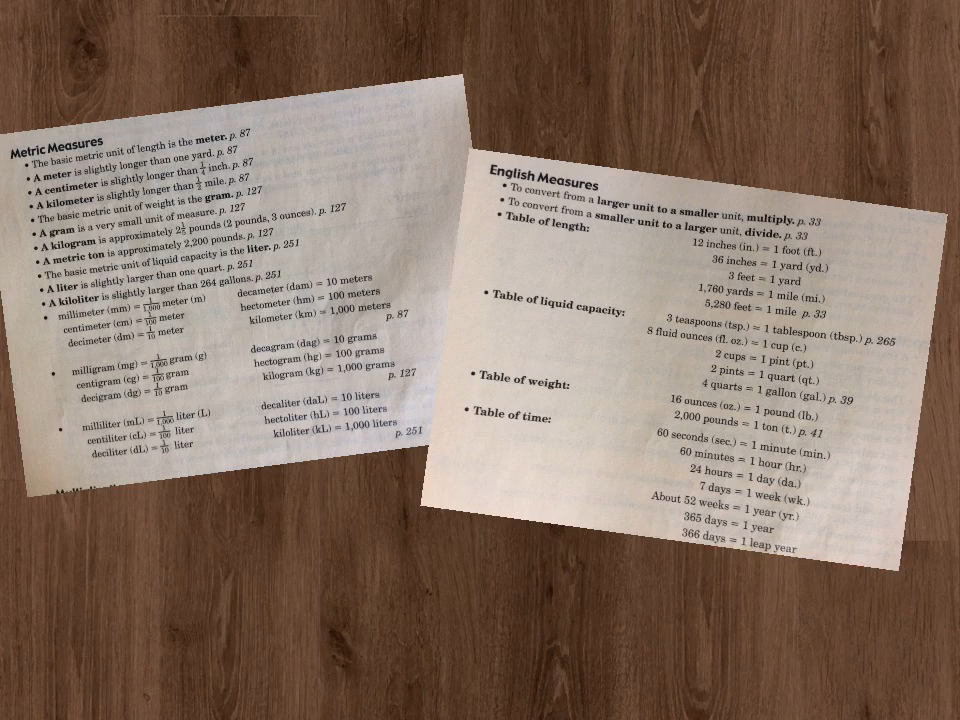 Metric Measures
• The basic metric unit of length is the meter. p. 87
• A meter is slightly longer than one yard. p. 87
• A centimeter is slightly longer than 1/4 inch. p. 87
• A kilometer is slightly longer than 1/2 mile. p. 87
• The basic metric unit of weight is the gram. p. 127
• A gram is a very small unit of measure. p. 127
• A kilogram is approximately 2 1/5 pounds (2 pounds, 3 ounces). p. 127
• A metric ton is approximately 2,200 pounds. p. 127
• The basic metric unit of liquid capacity is the liter. p. 251
• A liter is slightly larger than one quart. p. 251
• A kiloliter is slightly larger than 264 gallons. p. 251
• millimeter (mm) = 1/1,000 meter (m) decameter (dam) = 10 meters
centimeter (cm) = 1/100 meter hectometer (hm) = 100 meters
decimeter (dm) = 1/10 meter kilometer (km) = 1,000 meters
p. 87
• milligram (mg) = 1/1,000 gram (g) decagram (dag) = 10 grams
centigram (cg) = 1/100 gram hectogram (hg) = 100 grams
decigram (dg) = 1/10 gram kilogram (kg) = 1,000 grams
p. 127
• milliliter (mL) = 1/1,000 liter (L) decaliter (daL) = 10 liters
centiliter (cL) = 1/100 liter hectoliter (hL) = 100 liters
deciliter (dL) = 1/10 liter kiloliter (kL) = 1,000 liters
p. 251
English Measures
• To convert from a larger unit to a smaller unit, multiply. p. 33
• To convert from a smaller unit to a larger unit, divide. p. 33
• Table of length:
12 inches (in.) = 1 foot (ft.)
36 inches = 1 yard (yd.)
3 feet = 1 yard
1,760 yards = 1 mile (mi.)
5,280 feet = 1 mile p. 33
• Table of liquid capacity:
3 teaspoons (tsp.) = 1 tablespoon (tbsp.) p. 265
8 fluid ounces (fl. oz.) = 1 cup (c.)
2 cups = 1 pint (pt.)
2 pints = 1 quart (qt.)
4 quarts = 1 gallon (gal.) p. 39
• Table of weight:
16 ounces (oz.) = 1 pound (lb.)
2,000 pounds = 1 ton (t.) p. 41
• Table of time:
60 seconds (sec.) = 1 minute (min.)
60 minutes = 1 hour (hr.)
24 hours = 1 day (da.)
7 days = 1 week (wk.)
About 52 weeks = 1 year (yr.)
365 days = 1 year
366 days = 1 leap year